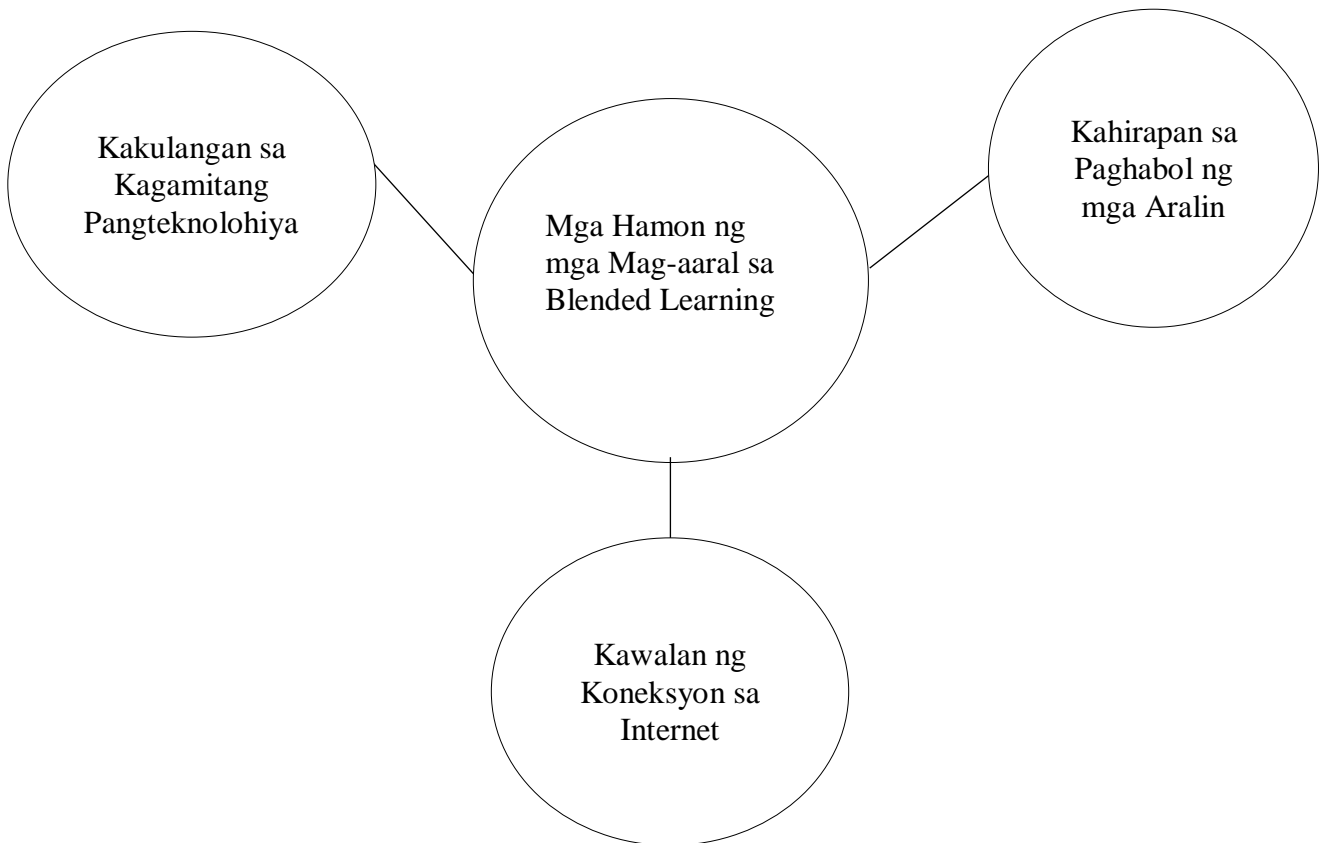 Kakulangan sa
Kagamitang
Pangteknolohiya
Mga Hamon ng
mga Mag-aaral sa
Blended Learning
Kahirapan sa
Paghabol ng
mga Aralin
Kawalan ng
Koneksyon sa
Internet